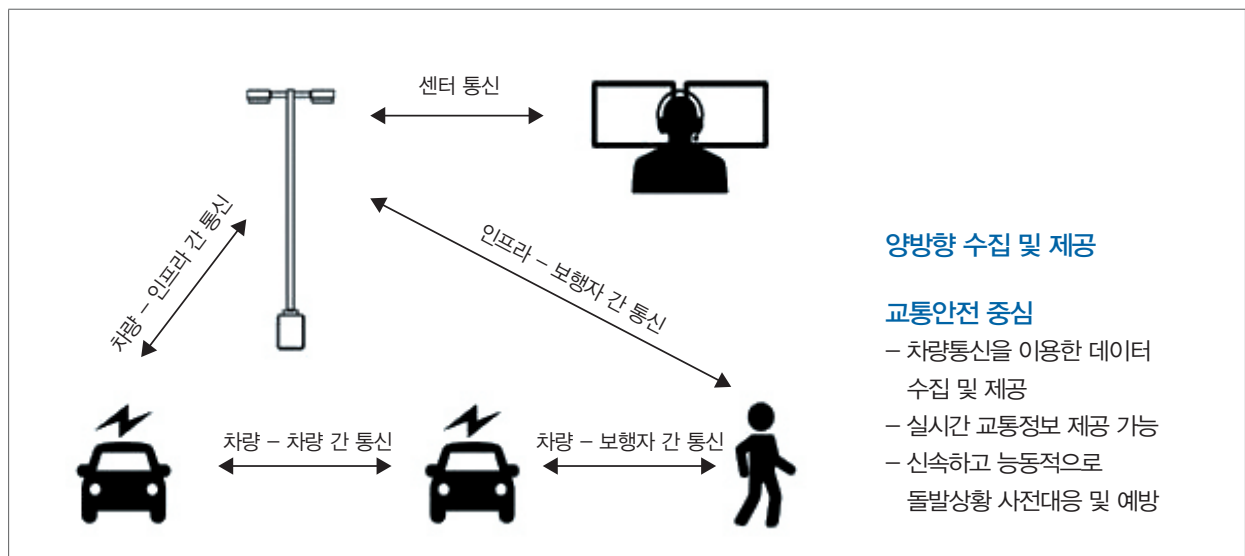 센터 통신
차량 – 인프라 간 통신
인프라 – 보행자 간 통신
차량 – 차량 간 통신
차량 – 보행자 간 통신
양방향 수집 및 제공
교통안전 중심
– 차량통신을 이용한 데이터
수집 및 제공
– 실시간 교통정보 제공 가능
– 신속하고 능동적으로
돌발상황 사전대응 및 예방